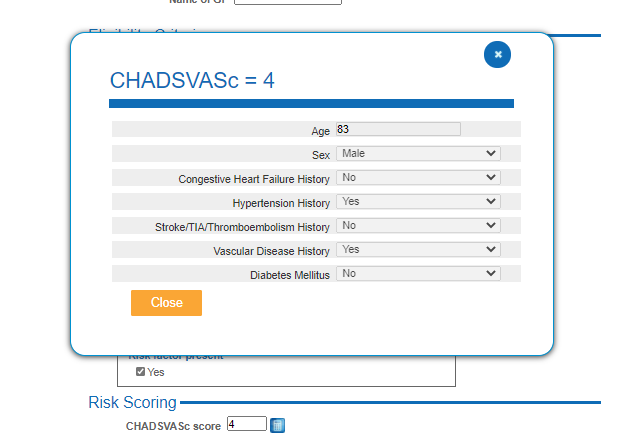 Name of GP
Eligibility Criteria
CHADSVASc = 4
Age 83
Sex Male
Congestive Heart Failure History No
Hypertension History Yes
Stroke/TIA/Thromboembolism History No
Vascular Disease History Yes
Diabetes Mellitus No
Close
Risk factor present
Yes
Risk Scoring
CHADSVASc score 4